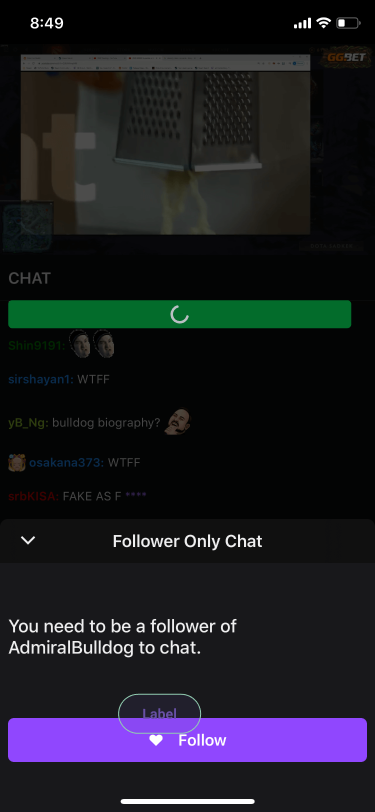 8:49
GGBET
CHAT
Shin9191:
sirshayan1: WTFF
yB_Ng: bulldog biography?
osakana373: WTFF
srbKISA: FAKE AS F ****
Follower Only Chat
You need to be a follower of
AdmiralBulldog to chat.
Label
Follow